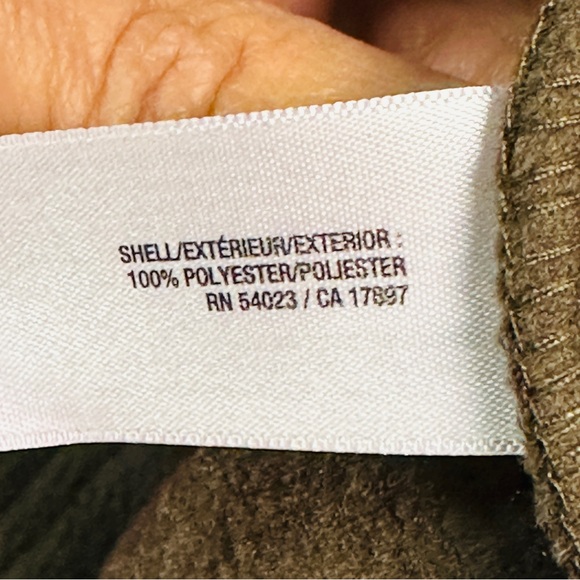 SHELL/EXTÉRIEUR/EXTERIOR :
100% POLYESTER/POLIESTER
RN 54023 / CA 17897